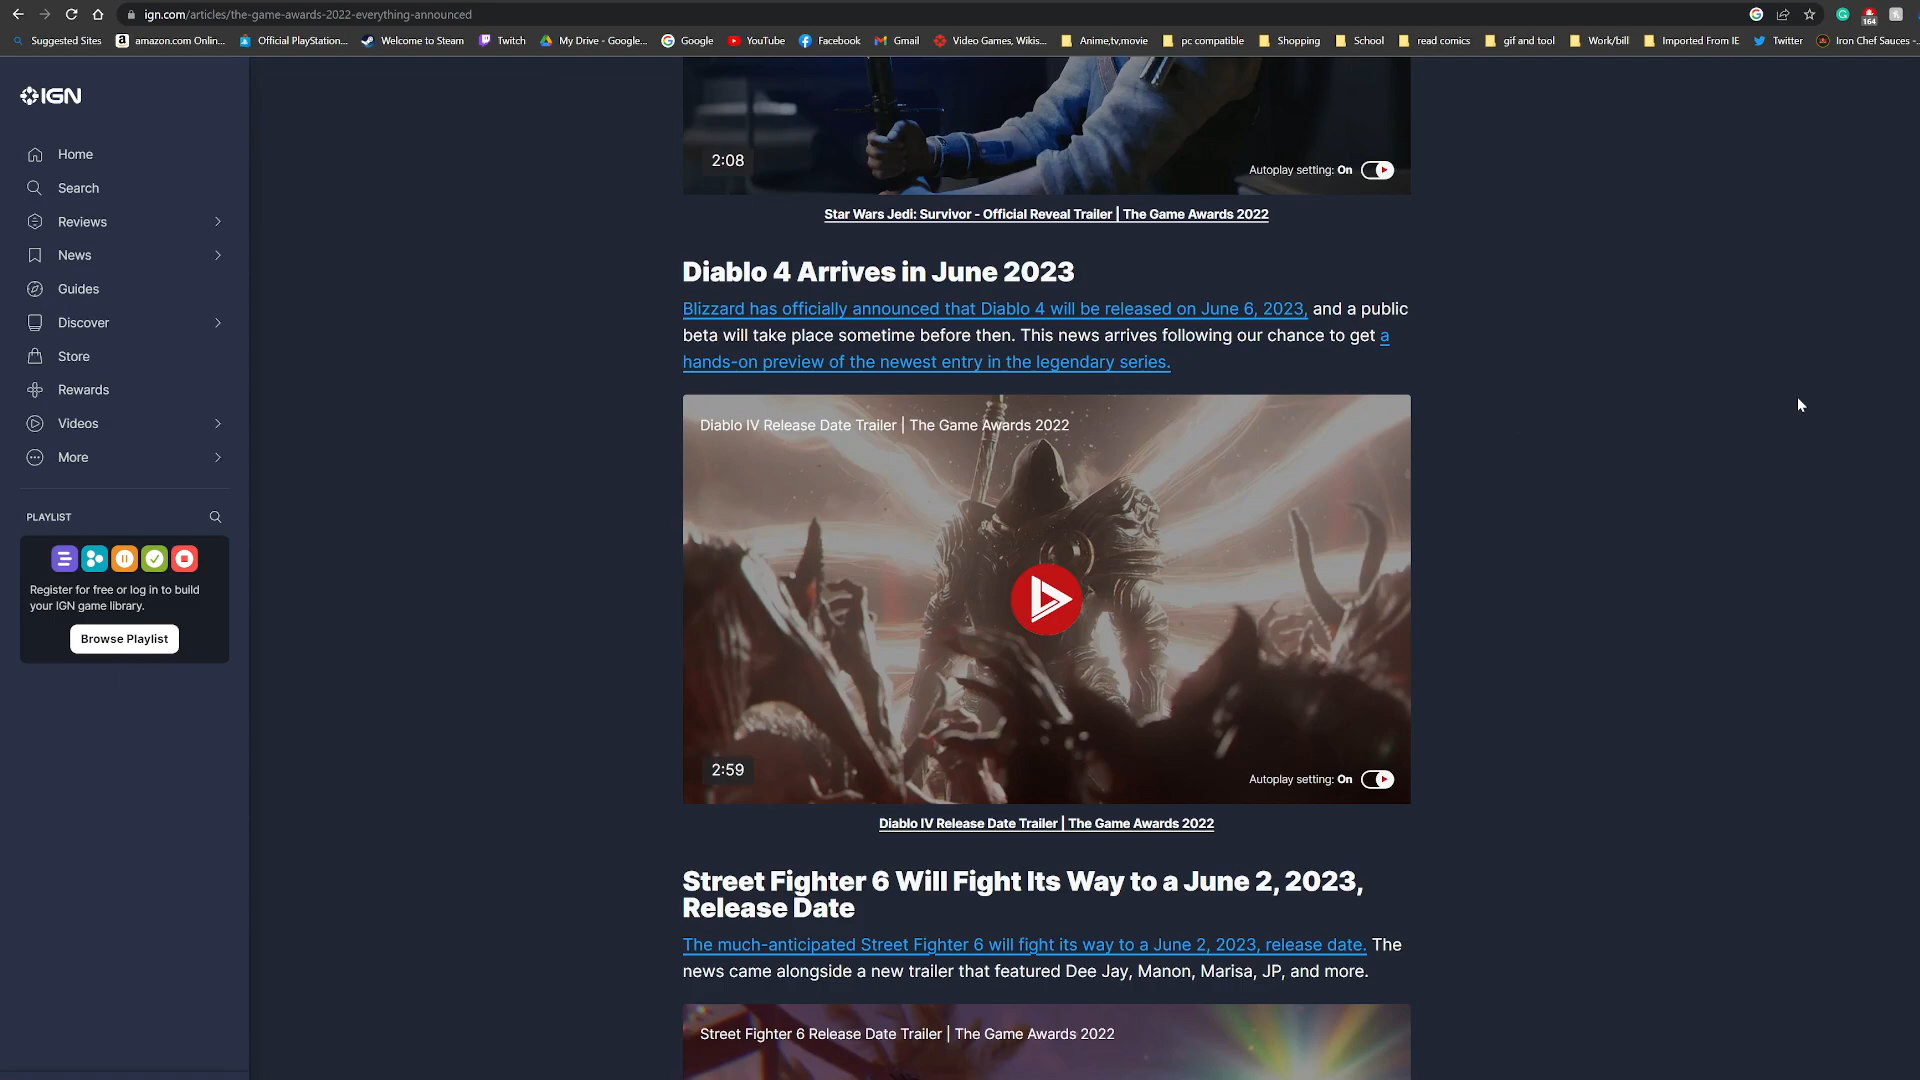 ign.com/articles/the-game-awards-2022-everything-announced
164
Suggested Sites
amazon.com Onlin...
Official PlayStation...
Welcome to Steam
Twitch
My Drive - Google...
Google
YouTube
Facebook
Gmail
Video Games, Wikis...
Anime,tv,movie
pc compatible
Shopping
School
read comics
gif and tool
Work/bill
Imported From IE
Twitter
Iron Chef Sauces -...
IGN
Home
Search
Reviews
News
Guides
Discover
Store
Rewards
Videos
More
PLAYLIST
Register for free or log in to build
your IGN game library.
Browse Playlist
2:08
Autoplay setting: On
Star Wars Jedi: Survivor - Official Reveal Trailer | The Game Awards 2022
Diablo 4 Arrives in June 2023
Blizzard has officially announced that Diablo 4 will be released on June 6, 2023, and a public
beta will take place sometime before then. This news arrives following our chance to get a
hands-on preview of the newest entry in the legendary series.
Diablo IV Release Date Trailer | The Game Awards 2022
2:59
Autoplay setting: On
Diablo IV Release Date Trailer | The Game Awards 2022
Street Fighter 6 Will Fight Its Way to a June 2, 2023,
Release Date
The much-anticipated Street Fighter 6 will fight its way to a June 2, 2023, release date. The
news came alongside a new trailer that featured Dee Jay, Manon, Marisa, JP, and more.
Street Fighter 6 Release Date Trailer | The Game Awards 2022